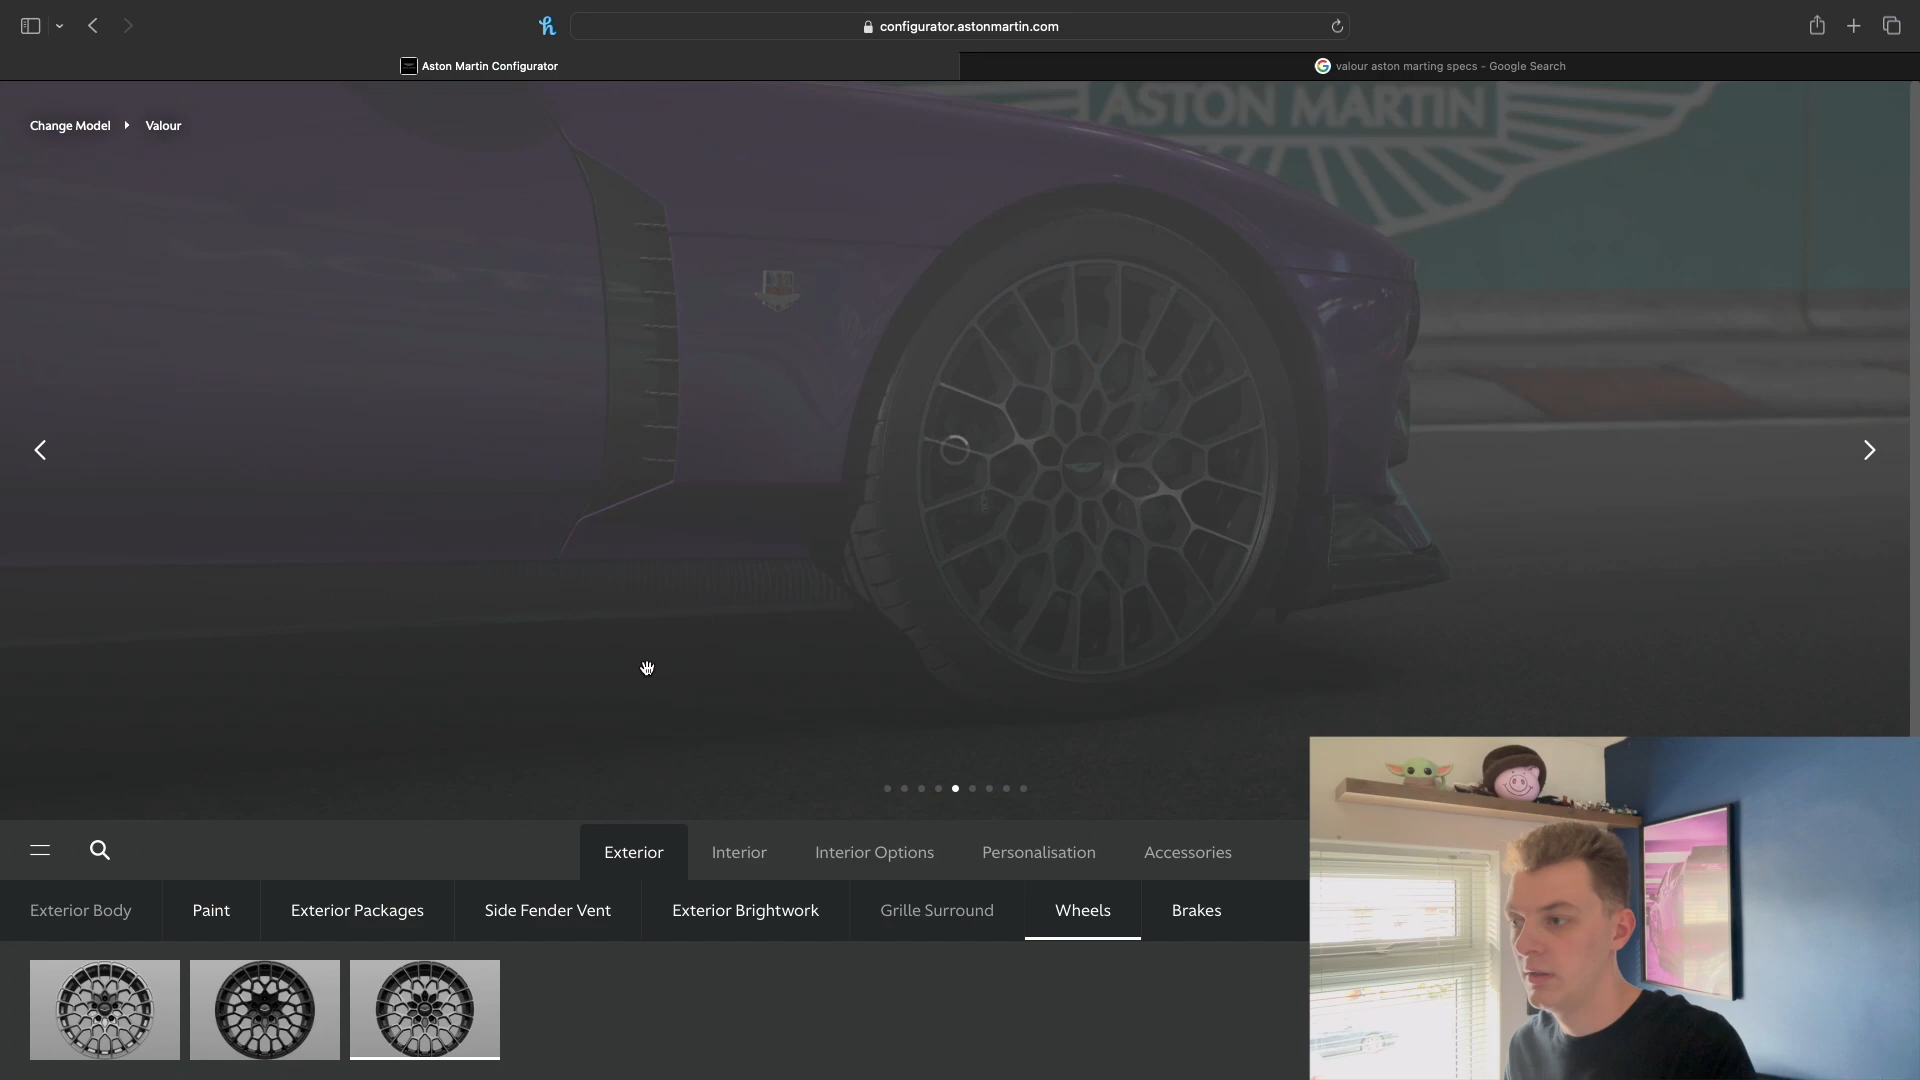 configurator.astonmartin.com
Aston Martin Configurator
valour aston marting specs - Google Search
ASTON MARTIN
Change Model
Valour
Exterior
Interior
Interior Options
Personalisation
Accessories
Exterior Body
Paint
Exterior Packages
Side Fender Vent
Exterior Brightwork
Grille Surround
Wheels
Brakes